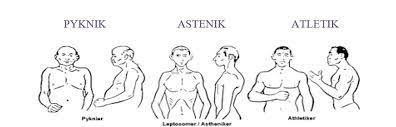 PYKNIK ASTENIK ATLETIK
Pykniker Leptosomer / Astheniker Athletiker